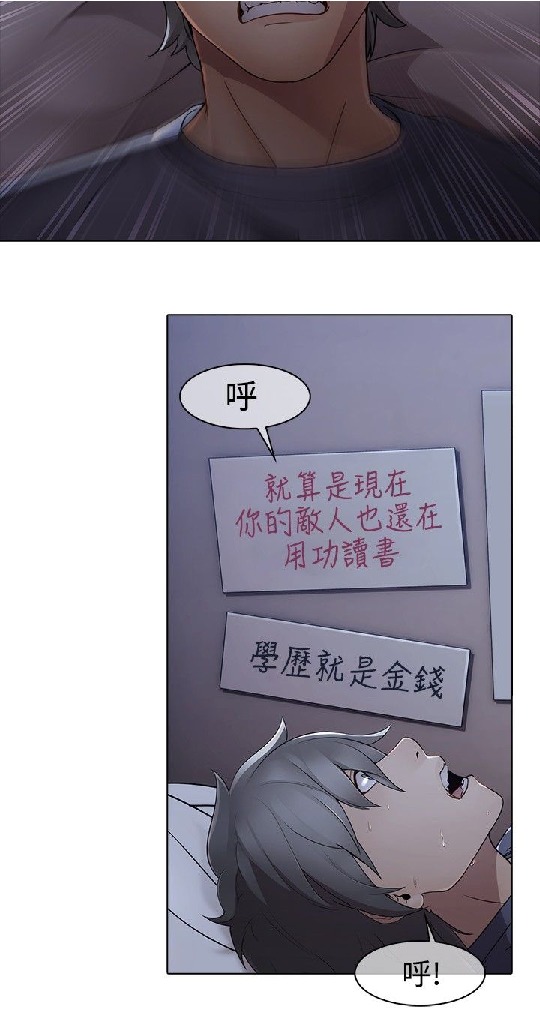 呼
就算是現在
你的敵人也還在
用功讀書
學歷就是金錢
呼!